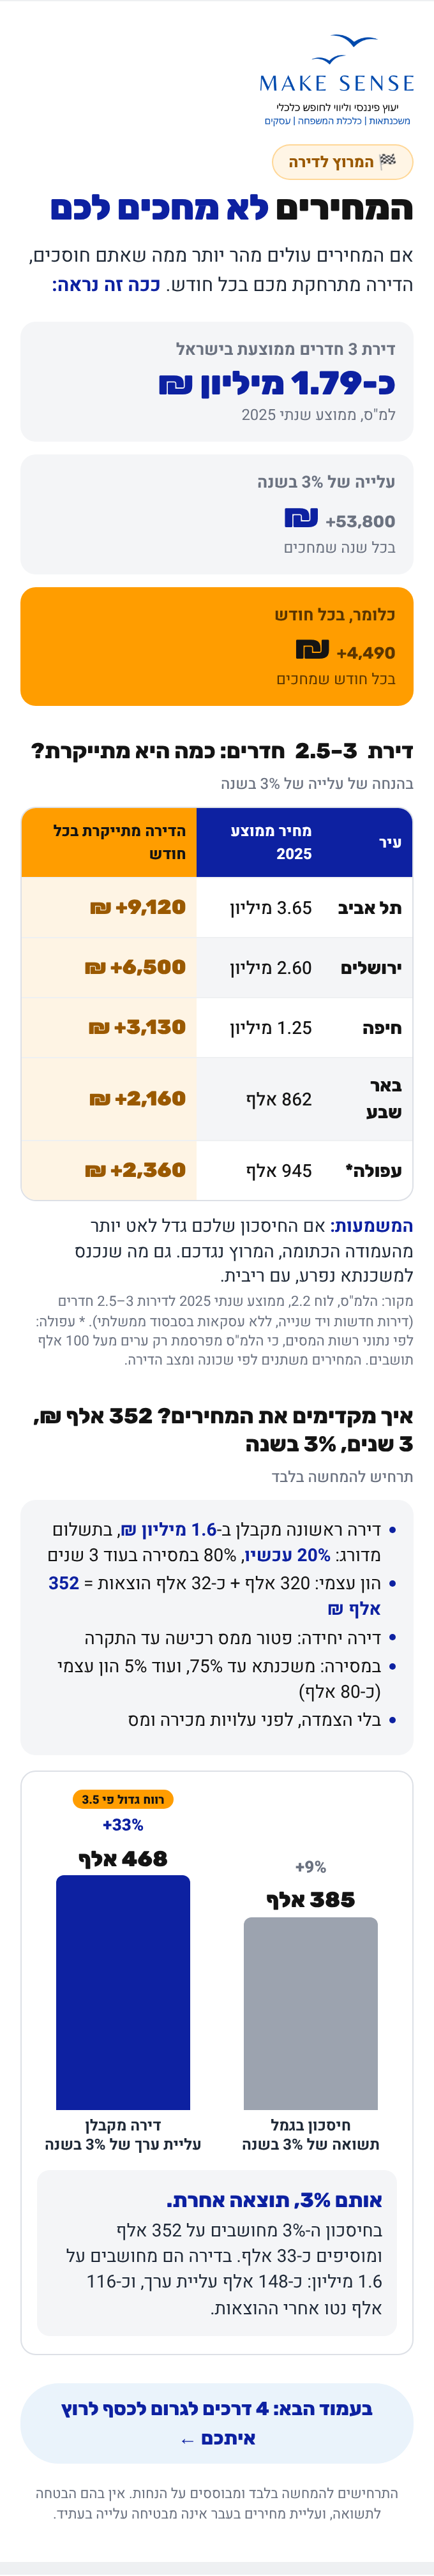 MAKE SENSE
יעוץ פיננסי וליווי לחופש כלכלי
משכנתאות | כלכלת המשפחה | עסקים
🏁 המרוץ לדירה
המחירים לא מחכים לכם
אם המחירים עולים מהר יותר ממה שאתם חוסכים,
הדירה מתרחקת מכם בכל חודש. ככה זה נראה:
דירת 3 חדרים ממוצעת בישראל
כ-1.79 מיליון ₪
למ"ס, ממוצע שנתי 2025
עלייה של 3% בשנה
+53,800 ₪
בכל שנה שמחכים
כלומר, בכל חודש
+4,490 ₪
בכל חודש שמחכים
דירת 2.5–3 חדרים: כמה היא מתייקרת?
בהנחה של עלייה של 3% בשנה
עיר
מחיר ממוצע
2025
הדירה מתייקרת בכל
חודש
תל אביב
3.65 מיליון
+9,120 ₪
ירושלים
2.60 מיליון
+6,500 ₪
חיפה
1.25 מיליון
+3,130 ₪
באר
שבע
862 אלף
+2,160 ₪
עפולה*
945 אלף
+2,360 ₪
המשמעות: אם החיסכון שלכם גדל לאט יותר
מהעמודה הכתומה, המרוץ נגדכם. גם מה שנכנס
למשכנתא נפרע, עם ריבית.
מקור: הלמ"ס, לוח 2.2, ממוצע שנתי 2025 לדירות 2.5–3 חדרים
(דירות חדשות ויד שנייה, ללא עסקאות בסבסוד ממשלתי). * עפולה:
לפי נתוני רשות המסים, כי הלמ"ס מפרסמת רק ערים מעל 100 אלף
תושבים. המחירים משתנים לפי שכונה ומצב הדירה.
איך מקדימים את המחירים? 352 אלף ₪,
3 שנים, 3% בשנה
תרחיש להמחשה בלבד
• דירה ראשונה מקבלן ב-1.6 מיליון ₪, בתשלום
מדורג: 20% עכשיו, 80% במסירה בעוד 3 שנים
• הון עצמי: 320 אלף + כ-32 אלף הוצאות = 352
אלף ₪
• דירה יחידה: פטור ממס רכישה עד התקרה
• במסירה: משכנתא עד 75%, ועוד 5% הון עצמי
(כ-80 אלף)
• בלי הצמדה, לפני עלויות מכירה ומס
רווח גדול פי 3.5
+33%
468 אלף
+9%
385 אלף
חיסכון בגמל
תשואה של 3% בשנה
דירה מקבלן
עליית ערך של 3% בשנה
אותם 3%, תוצאה אחרת.
בחיסכון ה-3% מחושבים על 352 אלף
ומוסיפים כ-33 אלף. בדירה הם מחושבים על
1.6 מיליון: כ-148 אלף עליית ערך, וכ-116
אלף נטו אחרי ההוצאות.
בעמוד הבא: 4 דרכים לגרום לכסף לרוץ
איתכם ←
התרחישים להמחשה בלבד ומבוססים על הנחות. אין בהם הבטחה
לתשואה, ועליית מחירים בעבר אינה מבטיחה עלייה בעתיד.